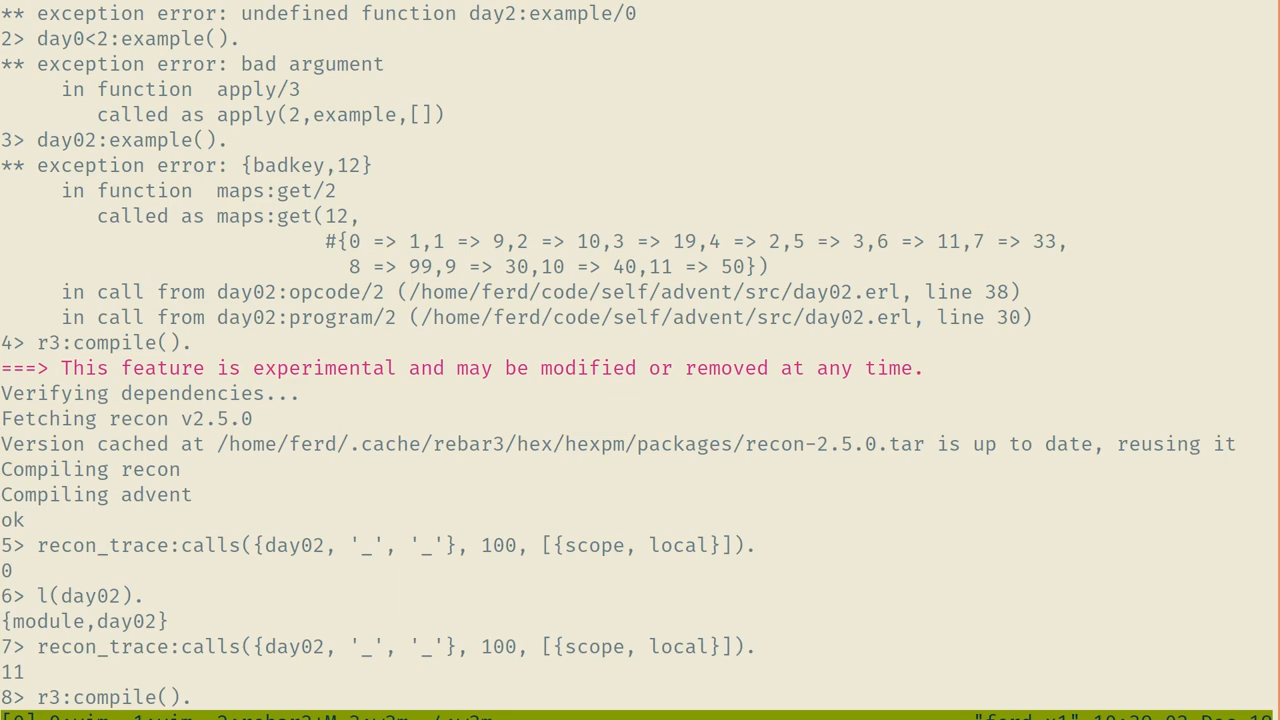 ** exception error: undefined function day2:example/0
2> day0<2:example().
** exception error: bad argument
     in function  apply/3
        called as apply(2,example,[])
3> day02:example().
** exception error: {badkey,12}
     in function  maps:get/2
        called as maps:get(12,
                           #{0 => 1,1 => 9,2 => 10,3 => 19,4 => 2,5 => 3,6 => 11,7 => 33,
                             8 => 99,9 => 30,10 => 40,11 => 50})
     in call from day02:opcode/2 (/home/ferd/code/self/advent/src/day02.erl, line 38)
     in call from day02:program/2 (/home/ferd/code/self/advent/src/day02.erl, line 30)
4> r3:compile().
===> This feature is experimental and may be modified or removed at any time.
Verifying dependencies...
Fetching recon v2.5.0
Version cached at /home/ferd/.cache/rebar3/hex/hexpm/packages/recon-2.5.0.tar is up to date, reusing it
Compiling recon
Compiling advent
ok
5> recon_trace:calls({day02, '_', '_'}, 100, [{scope, local}]).
0
6> l(day02).
{module,day02}
7> recon_trace:calls({day02, '_', '_'}, 100, [{scope, local}]).
11
8> r3:compile().